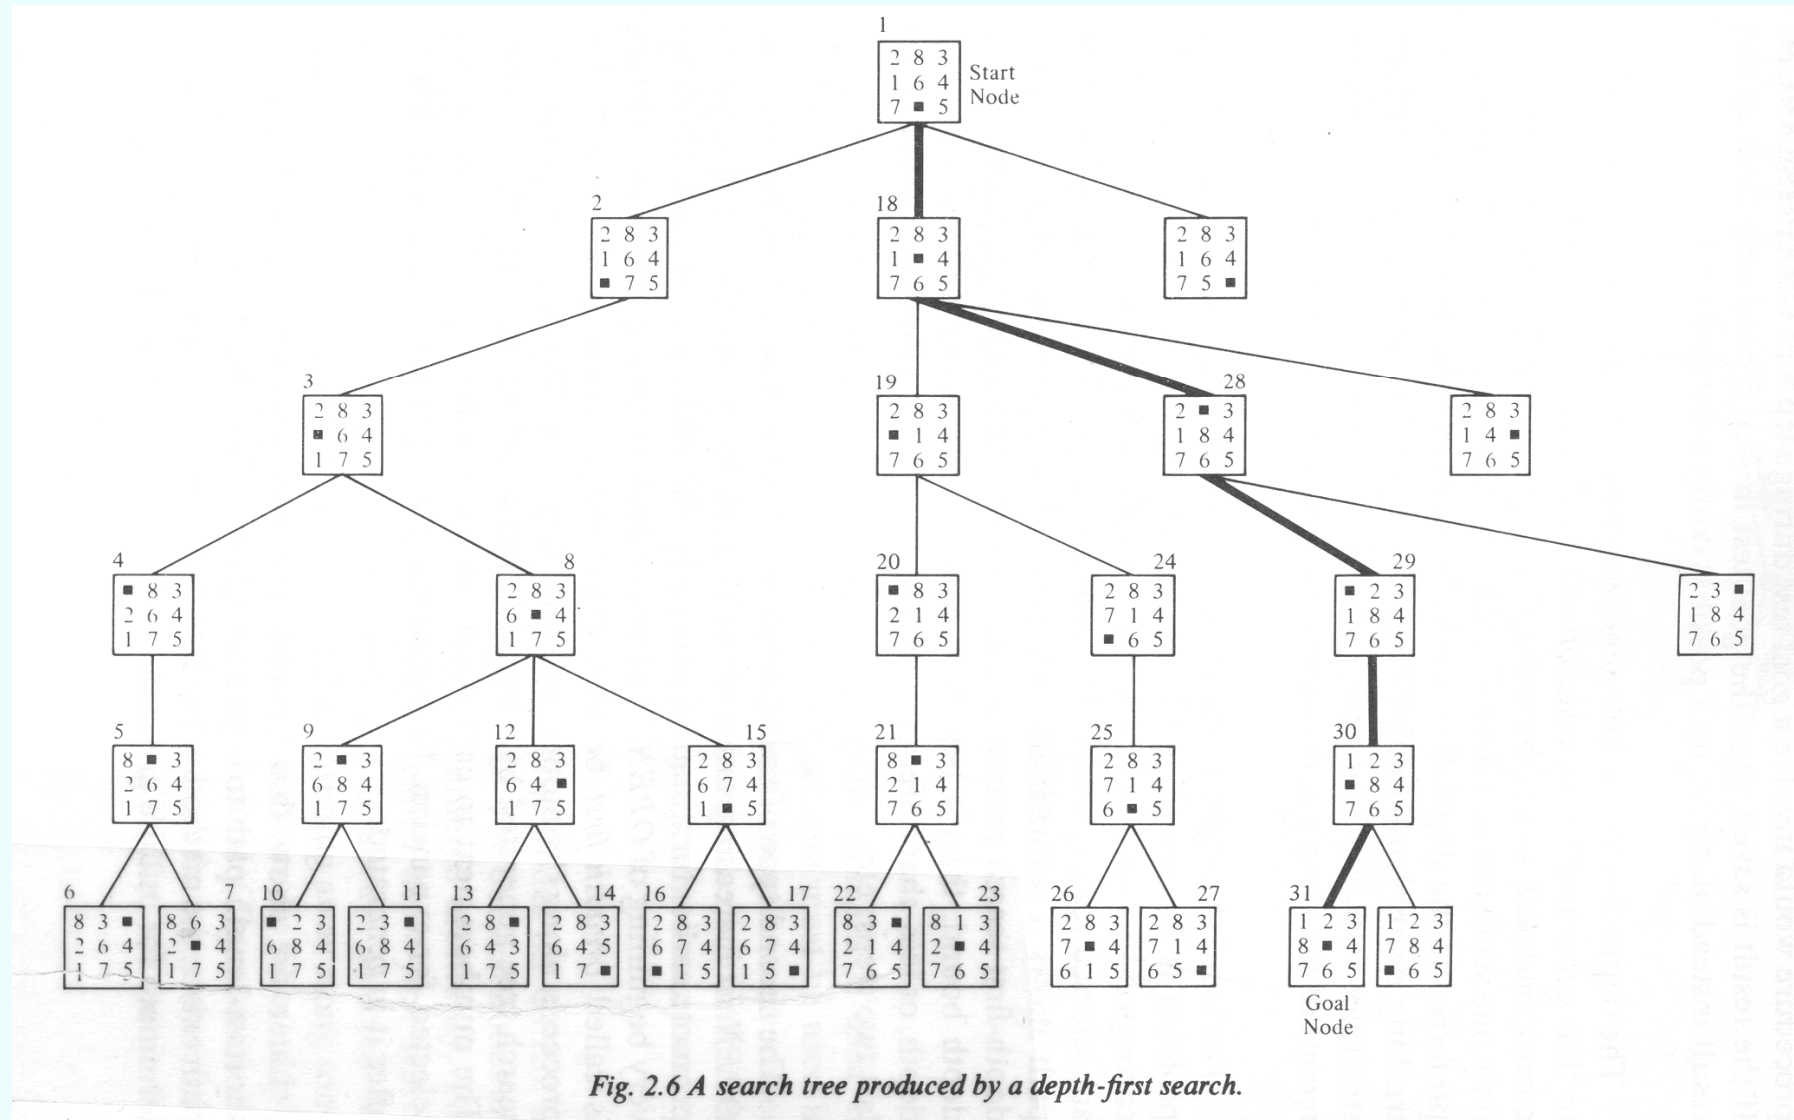 1
2 8 3
1 6 4
7 ■ 5
Start
Node
2
2 8 3
1 6 4
■ 7 5
18
2 8 3
1 ■ 4
7 6 5
2 8 3
1 6 4
7 5 ■
3
2 8 3
■ 6 4
1 7 5
19
2 8 3
■ 1 4
7 6 5
28
2 ■ 3
1 8 4
7 6 5
2 8 3
1 4 ■
7 6 5
4
■ 8 3
2 6 4
1 7 5
8
2 8 3
6 ■ 4
1 7 5
20
■ 8 3
2 1 4
7 6 5
24
2 8 3
7 1 4
■ 6 5
29
■ 2 3
1 8 4
7 6 5
2 3 ■
1 8 4
7 6 5
5
8 ■ 3
2 6 4
1 7 5
9
2 ■ 3
6 8 4
1 7 5
12
2 8 3
6 4 ■
1 7 5
15
2 8 3
6 7 4
1 ■ 5
21
8 ■ 3
2 1 4
7 6 5
25
2 8 3
7 1 4
6 ■ 5
30
1 2 3
■ 8 4
7 6 5
6
8 3 ■
2 6 4
1 7 5
7
8 6 3
2 ■ 4
1 7 5
10
■ 2 3
6 8 4
1 7 5
11
2 3 ■
6 8 4
1 7 5
13
2 8 ■
6 4 3
1 7 5
14
2 8 3
6 4 5
1 7 ■
16
2 8 3
6 7 4
■ 1 5
17
2 8 3
6 7 4
1 5 ■
22
8 3 ■
2 1 4
7 6 5
23
8 1 3
2 ■ 4
7 6 5
26
2 8 3
7 ■ 4
6 1 5
27
2 8 3
7 1 4
6 5 ■
31
1 2 3
8 ■ 4
7 6 5
Goal
Node
1 2 3
7 8 4
■ 6 5
Fig. 2.6 A search tree produced by a depth-first search.